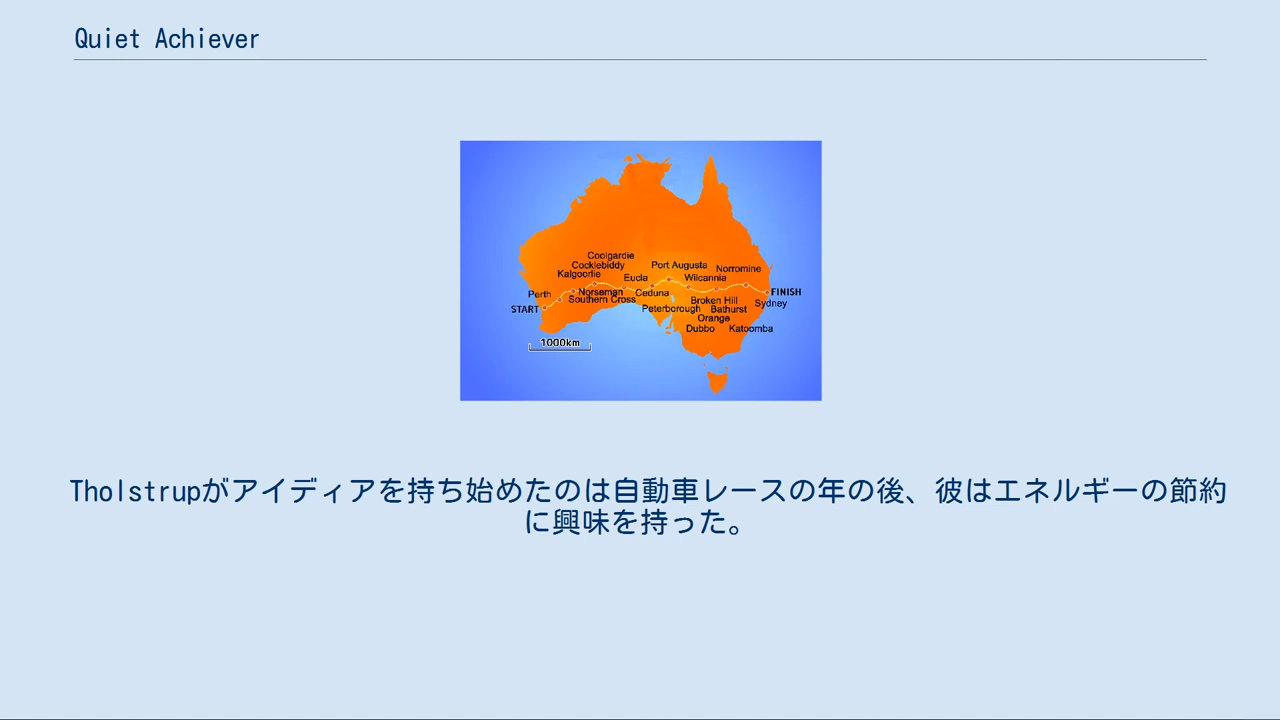 Quiet Achiever
Coolgardie
Cocklebiddy
Port Augusta
Norromine
Kalgoorlie
Eucla
Wilcannia
Perth
Norseman
Ceduna
FINISH
Southern Cross
Broken Hill
Sydney
START
Peterborough
Bathurst
Orange
Dubbo
Katoomba
1000km
Tholstrupがアイディアを持ち始めたのは自動車レースの年の後、彼はエネルギーの節約
に興味を持った。